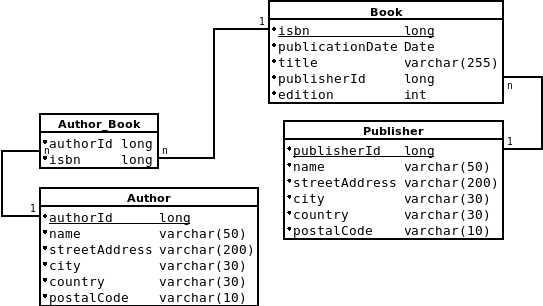 Book
1
isbn long
publicationDate Date
title varchar(255)
publisherId long
edition int
n
Author_Book
authorId long
n
isbn long
n
Publisher
publisherId long
1
name varchar(50)
streetAddress varchar(200)
city varchar(30)
country varchar(30)
postalCode varchar(10)
Author
1
authorId long
name varchar(50)
streetAddress varchar(200)
city varchar(30)
country varchar(30)
postalCode varchar(10)